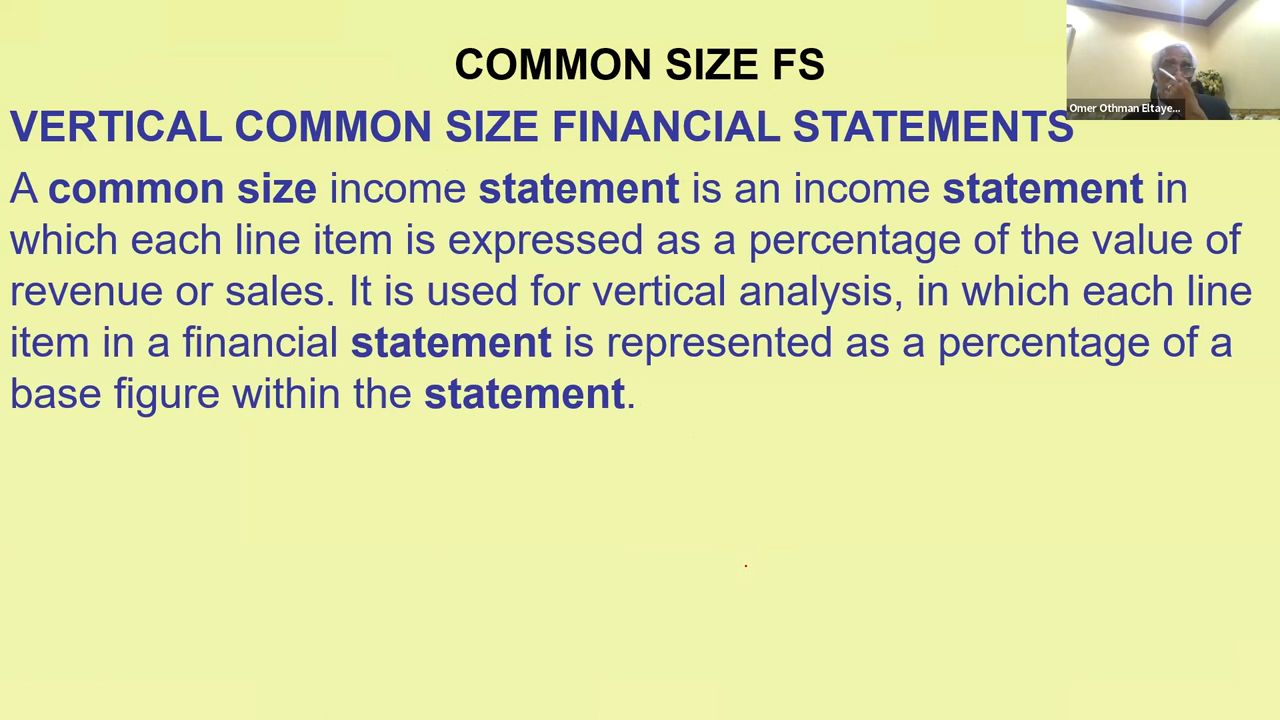 COMMON SIZE FS
Omer Othman Eltaye...
VERTICAL COMMON SIZE FINANCIAL STATEMENTS
A common size income statement is an income statement in
which each line item is expressed as a percentage of the value of
revenue or sales. It is used for vertical analysis, in which each line
item in a financial statement is represented as a percentage of a
base figure within the statement.